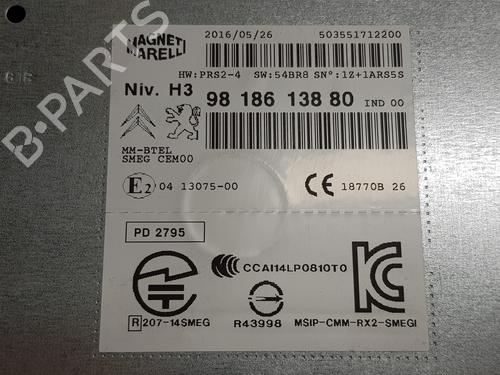 MAGNETI MARELLI
2016/05/26 503551712200
HW:PRS2-4 SW:54BR8 SN°:1Z+1ARS5S
Niv. H3 98 186 138 80 IND 00
MM-BTEL
SMEG CEM00
E2 04 13075-00 CE 18770B 26
PD 2795
CCAI14LP0810T0
R 207-14SMEG R43998 MSIP-CMM-RX2-SMEGI
B-PARTS